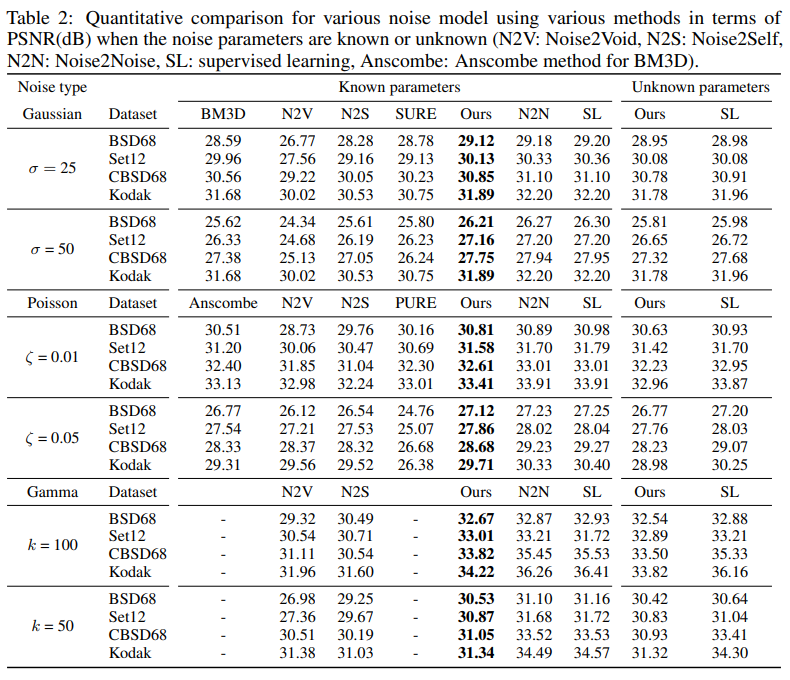 Table 2: Quantitative comparison for various noise model using various methods in terms of
PSNR(dB) when the noise parameters are known or unknown (N2V: Noise2Void, N2S: Noise2Self,
N2N: Noise2Noise, SL: supervised learning, Anscombe: Anscombe method for BM3D).
Noise type Known parameters Unknown parameters
Gaussian Dataset BM3D N2V N2S SURE Ours N2N SL Ours SL
σ = 25
BSD68 28.59 26.77 28.28 28.78 29.12 29.18 29.20 28.95 28.98
Set12 29.96 27.56 29.16 29.13 30.13 30.33 30.36 30.08 30.08
CBSD68 30.56 29.22 30.05 30.23 30.85 31.10 31.10 30.78 30.91
Kodak 31.68 30.02 30.53 30.75 31.89 32.20 32.20 31.78 31.96
σ = 50
BSD68 25.62 24.34 25.61 25.80 26.21 26.27 26.30 25.81 25.98
Set12 26.33 24.68 26.19 26.23 27.16 27.20 27.20 26.65 26.72
CBSD68 27.38 25.13 27.05 26.24 27.75 27.94 27.95 27.32 27.68
Kodak 31.68 30.02 30.53 30.75 31.89 32.20 32.20 31.78 31.96
Poisson Dataset Anscombe N2V N2S PURE Ours N2N SL Ours SL
ζ = 0.01
BSD68 30.51 28.73 29.76 30.16 30.81 30.89 30.98 30.63 30.93
Set12 31.20 30.06 30.47 30.69 31.58 31.70 31.79 31.42 31.70
CBSD68 32.40 31.85 31.04 32.30 32.61 33.01 33.01 32.23 32.95
Kodak 33.13 32.98 32.24 33.01 33.41 33.91 33.91 32.96 33.87
ζ = 0.05
BSD68 26.77 26.12 26.54 24.76 27.12 27.23 27.25 26.77 27.20
Set12 27.54 27.21 27.53 25.07 27.86 28.02 28.04 27.76 28.03
CBSD68 28.33 28.37 28.32 26.68 28.68 29.23 29.27 28.23 29.07
Kodak 29.31 29.56 29.52 26.38 29.71 30.33 30.40 28.98 30.25
Gamma Dataset N2V N2S Ours N2N SL Ours SL
k = 100
BSD68 - 29.32 30.49 - 32.67 32.87 32.93 32.54 32.88
Set12 - 30.54 30.71 - 33.01 33.21 31.72 32.89 33.21
CBSD68 - 31.11 30.54 - 33.82 35.45 35.53 33.50 35.33
Kodak - 31.96 31.60 - 34.22 36.26 36.41 33.82 36.16
k = 50
BSD68 - 26.98 29.25 - 30.53 31.10 31.16 30.42 30.64
Set12 - 27.36 29.67 - 30.87 31.68 31.72 30.83 31.04
CBSD68 - 30.51 30.19 - 31.05 33.52 33.53 30.93 33.41
Kodak - 31.38 31.03 - 31.34 34.49 34.57 31.32 34.30